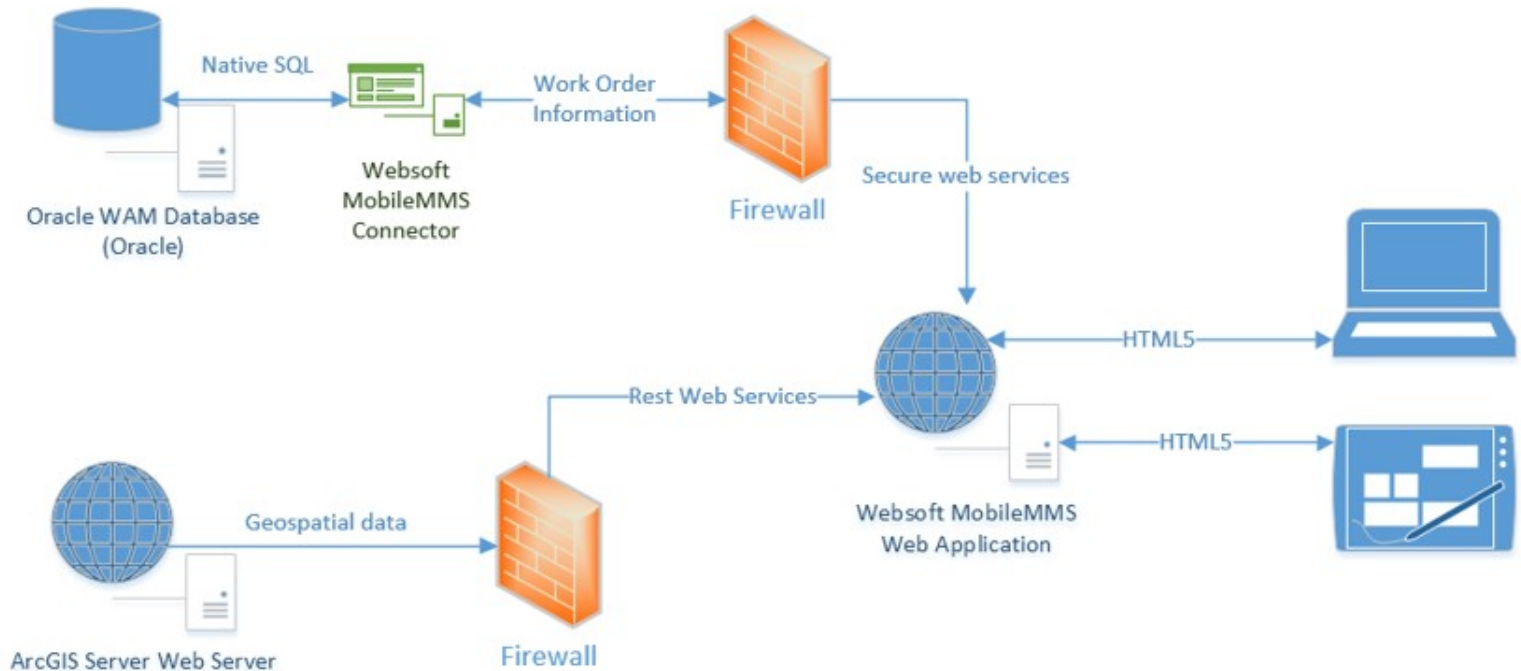 Native SQL
Work Order
Information
Websoft
MobileMMS
Connector
Oracle WAM Database
(Oracle)
Firewall
Secure web services
HTML5
Rest Web Services
HTML5
Geospatial data
Websoft MobileMMS
Web Application
ArcGIS Server Web Server
Firewall